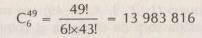 C₆⁴⁹ = 49! / 6!×43! = 13 983 816